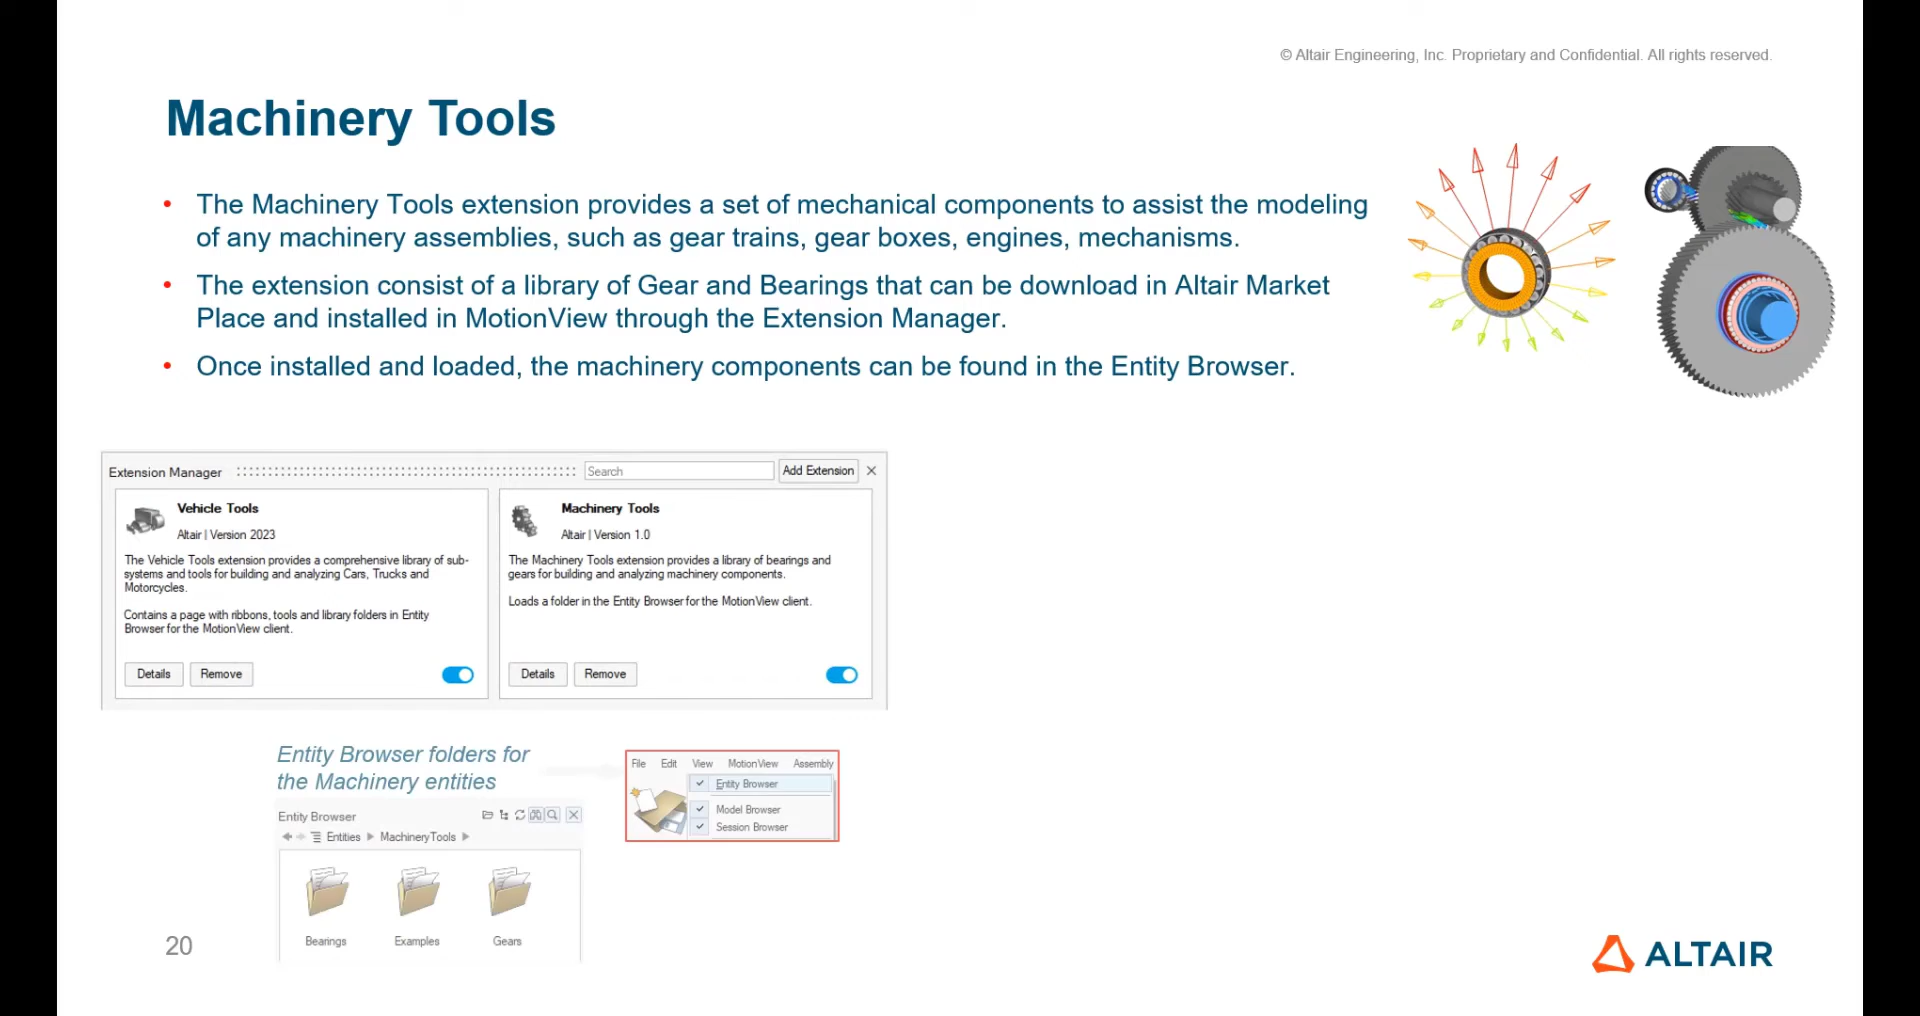 © Altair Engineering, Inc. Proprietary and Confidential. All rights reserved.
Machinery Tools
• The Machinery Tools extension provides a set of mechanical components to assist the modeling
of any machinery assemblies, such as gear trains, gear boxes, engines, mechanisms.
• The extension consist of a library of Gear and Bearings that can be download in Altair Market
Place and installed in MotionView through the Extension Manager.
• Once installed and loaded, the machinery components can be found in the Entity Browser.
Extension Manager
Search
Add Extension
Vehicle Tools
Altair | Version 2023
The Vehicle Tools extension provides a comprehensive library of sub-
systems and tools for building and analyzing Cars, Trucks and
Motorcycles.
Contains a page with ribbons, tools and library folders in Entity
Browser for the MotionView client.
Details
Remove
Machinery Tools
Altair | Version 1.0
The Machinery Tools extension provides a library of bearings and
gears for building and analyzing machinery components.
Loads a folder in the Entity Browser for the MotionView client.
Details
Remove
Entity Browser folders for
the Machinery entities
File Edit View MotionView Assembly
Entity Browser
Model Browser
Session Browser
Entity Browser
Entities MachineryTools
Bearings
Examples
Gears
20
ALTAIR